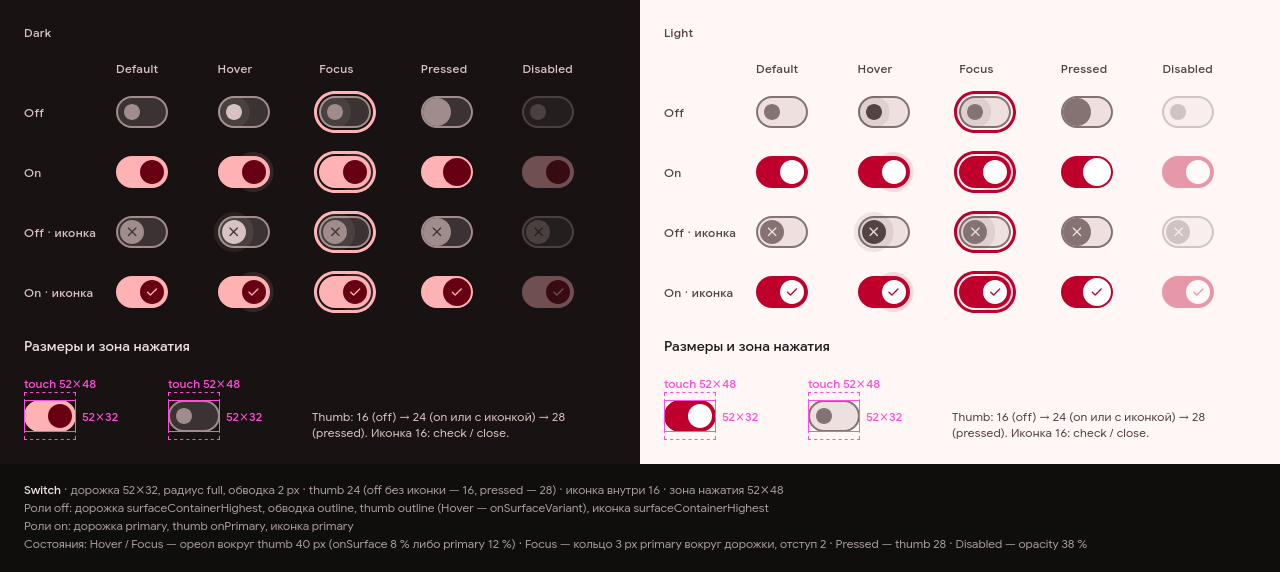 Dark
Default Hover Focus Pressed Disabled
Off
On
Off · иконка
On · иконка
Размеры и зона нажатия
touch 52×48 touch 52×48
52×32 52×32
Thumb: 16 (off) → 24 (on или с иконкой) → 28
(pressed). Иконка 16: check / close.
Light
Default Hover Focus Pressed Disabled
Off
On
Off · иконка
On · иконка
Размеры и зона нажатия
touch 52×48 touch 52×48
52×32 52×32
Thumb: 16 (off) → 24 (on или с иконкой) → 28
(pressed). Иконка 16: check / close.
Switch · дорожка 52×32, радиус full, обводка 2 px · thumb 24 (off без иконки — 16, pressed — 28) · иконка внутри 16 · зона нажатия 52×48
Роли off: дорожка surfaceContainerHighest, обводка outline, thumb outline (Hover — onSurfaceVariant), иконка surfaceContainerHighest
Роли on: дорожка primary, thumb onPrimary, иконка primary
Состояния: Hover / Focus — ореол вокруг thumb 40 px (onSurface 8 % либо primary 12 %) · Focus — кольцо 3 px primary вокруг дорожки, отступ 2 · Pressed — thumb 28 · Disabled — opacity 38 %